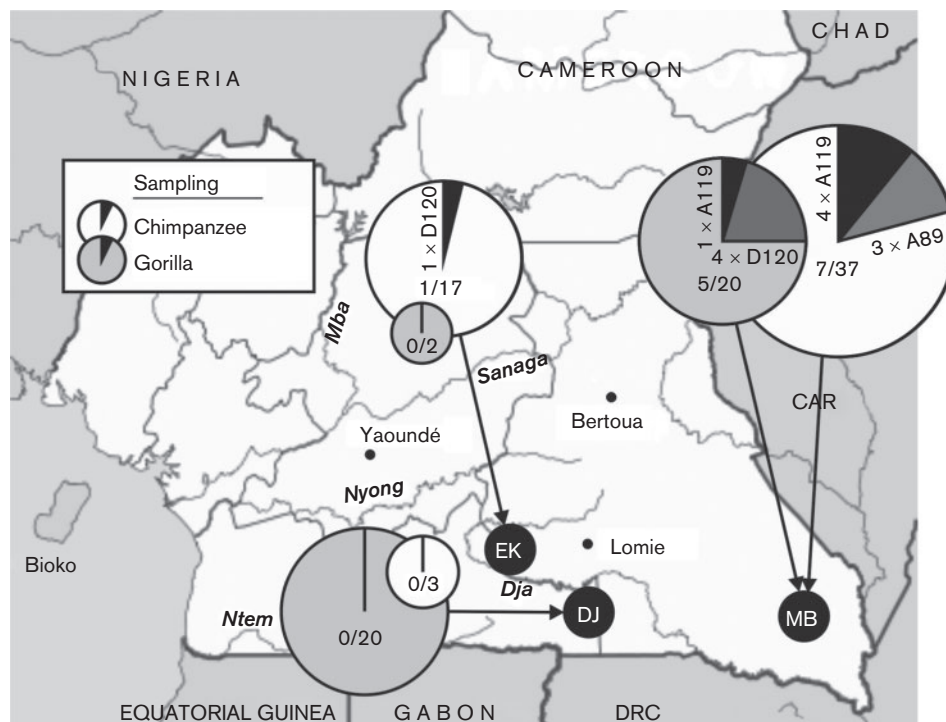 CHAD
NIGERIA
CAMEROON
Sampling
Chimpanzee
Gorilla
1 × D120
1/17
0/2
1 × A119
4 × D120
5/20
4 × A119
3 × A89
7/37
Mba
Sanaga
CAR
Bertoua
Yaoundé
Nyong
EK
Lomie
Bioko
0/3
Dja
Ntem
0/20
DJ
MB
EQUATORIAL GUINEA
GABON
DRC